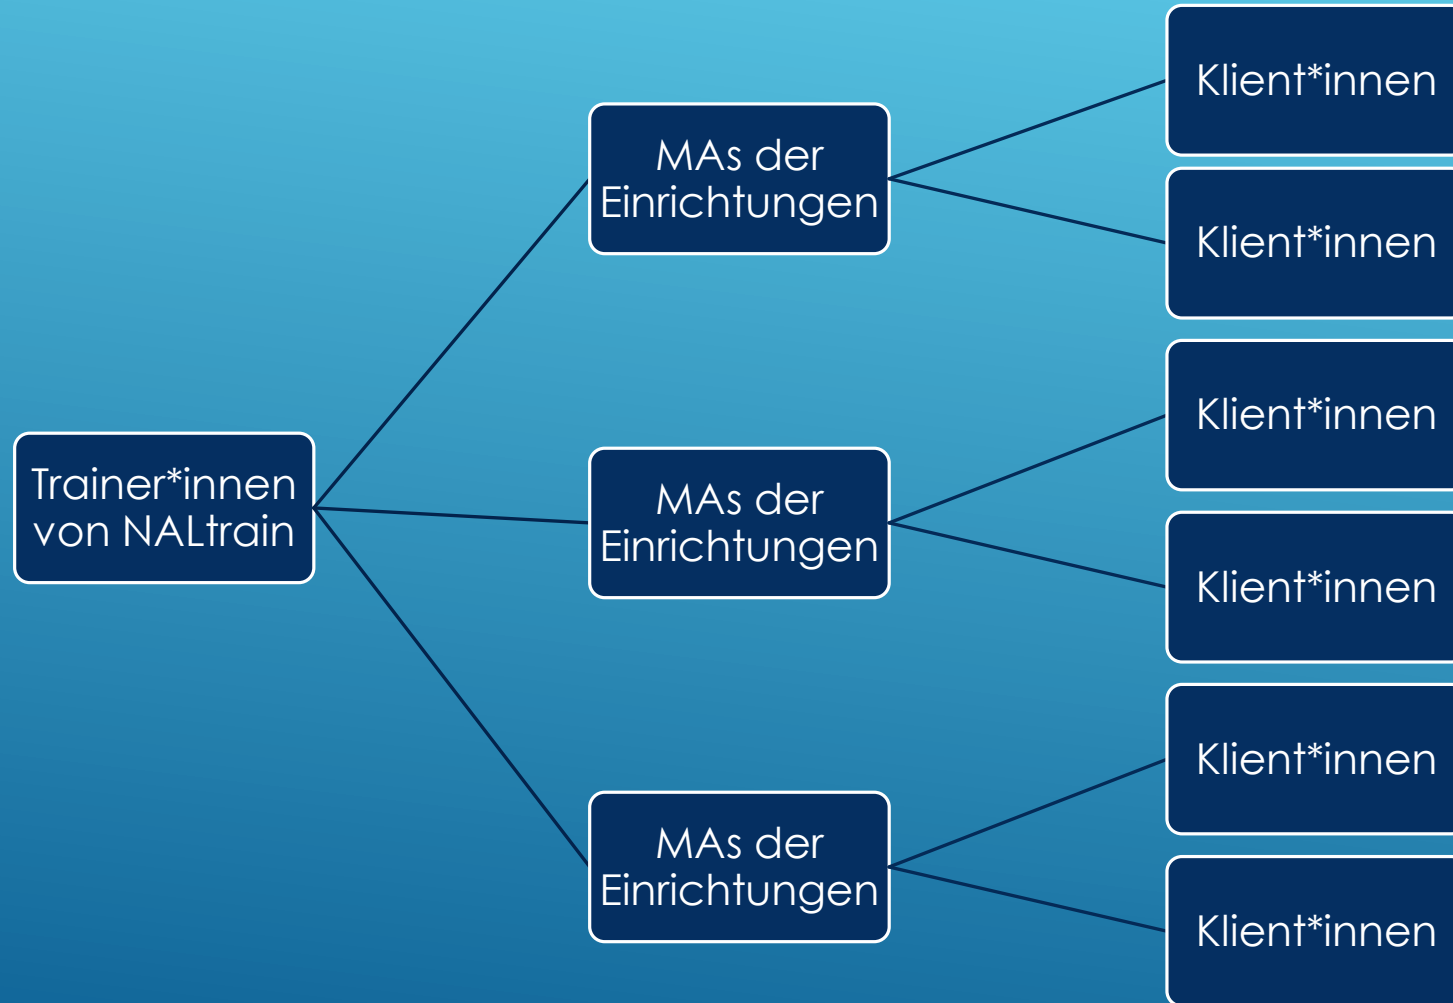 Trainer*innen
von NALtrain
MAs der
Einrichtungen
Klient*innen
Klient*innen
MAs der
Einrichtungen
Klient*innen
Klient*innen
MAs der
Einrichtungen
Klient*innen
Klient*innen